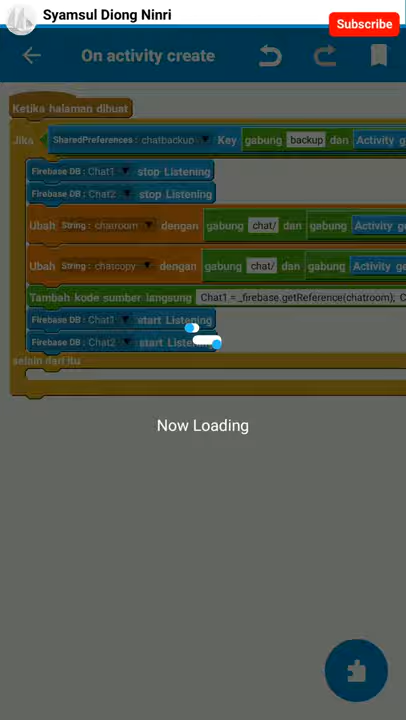 Syamsul Diong Ninri
Subscribe
On activity create
Ketika halaman dibuat
Jika SharedPreferences : chatbackup Key gabung backup dan Activity g
Firebase DB : Chat1 stop Listening
Firebase DB : Chat2 stop Listening
Ubah String : chatroom dengan gabung chat/ dan gabung Activity ge
Ubah String : chatcopy dengan gabung chat/ dan gabung Activity ge
Tambah kode sumber langsung Chat1 = _firebase.getReference(chatroom); C
Firebase DB : Chat1 start Listening
Firebase DB : Chat2 start Listening
selain dari itu
Now Loading